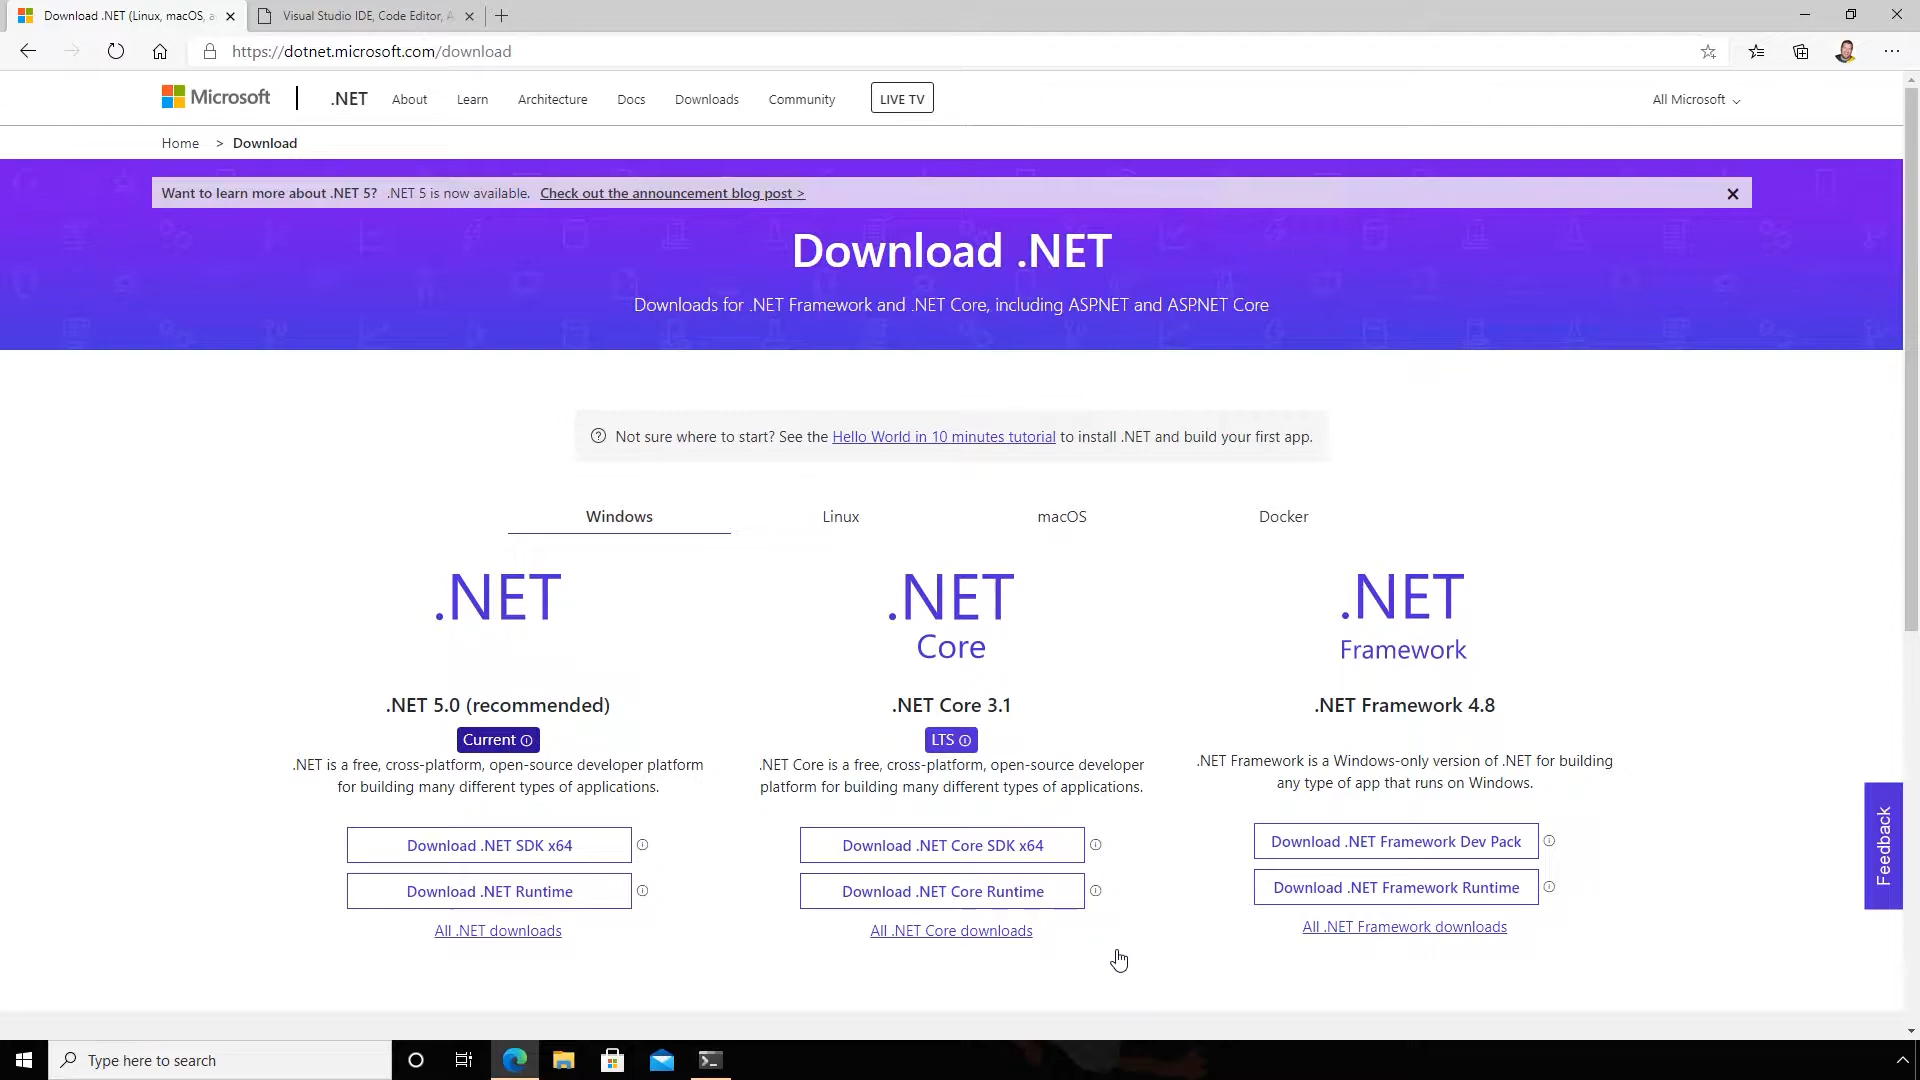 Download .NET (Linux, macOS, a
Visual Studio IDE, Code Editor, A
https://dotnet.microsoft.com/download
Microsoft
.NET
About
Learn
Architecture
Docs
Downloads
Community
LIVE TV
All Microsoft
Home > Download
Want to learn more about .NET 5? .NET 5 is now available. Check out the announcement blog post >
Download .NET
Downloads for .NET Framework and .NET Core, including ASP.NET and ASP.NET Core
Not sure where to start? See the Hello World in 10 minutes tutorial to install .NET and build your first app.
Windows
Linux
macOS
Docker
.NET
.NET 5.0 (recommended)
Current
.NET is a free, cross-platform, open-source developer platform
for building many different types of applications.
Download .NET SDK x64
Download .NET Runtime
All .NET downloads
.NET
Core
.NET Core 3.1
LTS
.NET Core is a free, cross-platform, open-source developer
platform for building many different types of applications.
Download .NET Core SDK x64
Download .NET Core Runtime
All .NET Core downloads
.NET
Framework
.NET Framework 4.8
.NET Framework is a Windows-only version of .NET for building
any type of app that runs on Windows.
Download .NET Framework Dev Pack
Download .NET Framework Runtime
All .NET Framework downloads
Feedback
Type here to search